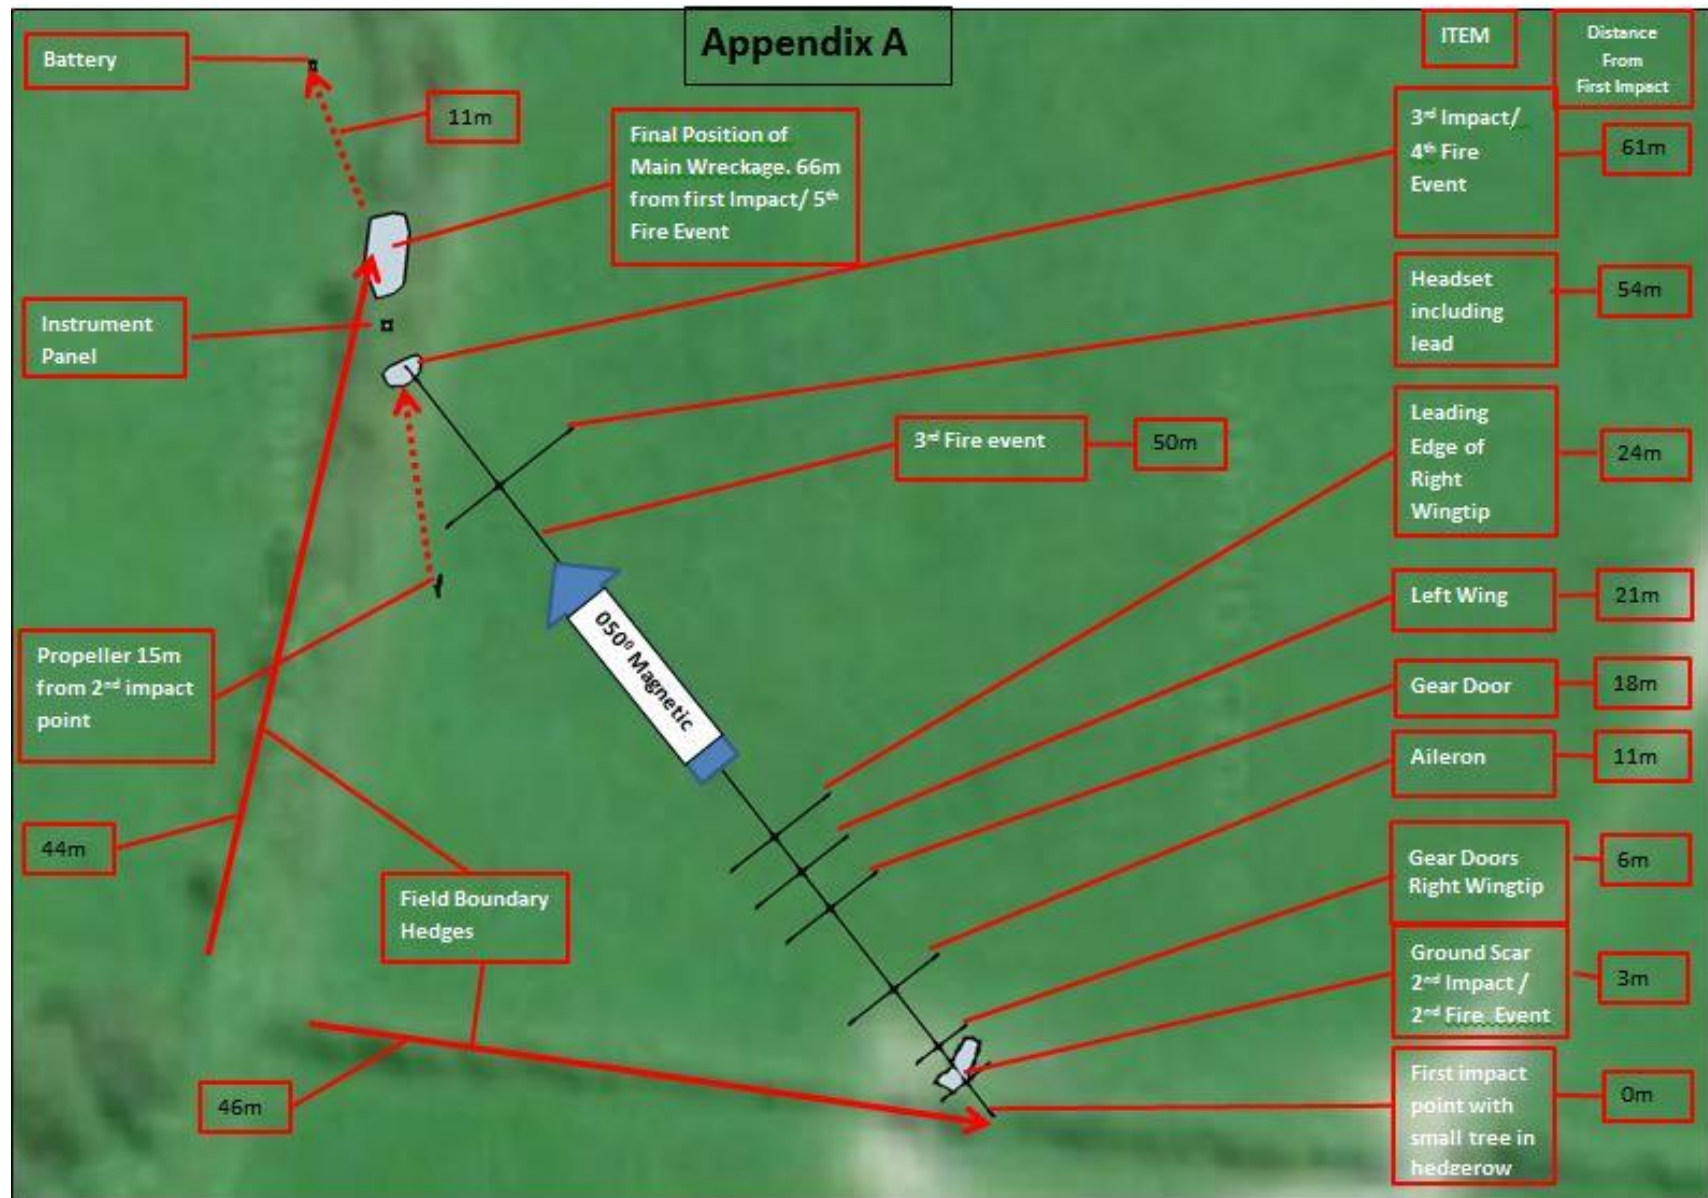 Appendix A
ITEM
Distance
From
First Impact
Battery
11m
Final Position of
Main Wreckage. 66m
from first Impact/ 5th
Fire Event
3rd Impact/
4th Fire
Event
61m
Instrument
Panel
Headset
including
lead
54m
3rd Fire event
50m
Leading
Edge of
Right
Wingtip
24m
050⁰ Magnetic
Left Wing
21m
Propeller 15m
from 2nd impact
point
Gear Door
18m
Aileron
11m
44m
Field Boundary
Hedges
Gear Doors
Right Wingtip
6m
Ground Scar
2nd Impact /
2nd Fire Event
3m
46m
First impact
point with
small tree in
hedgerow
0m